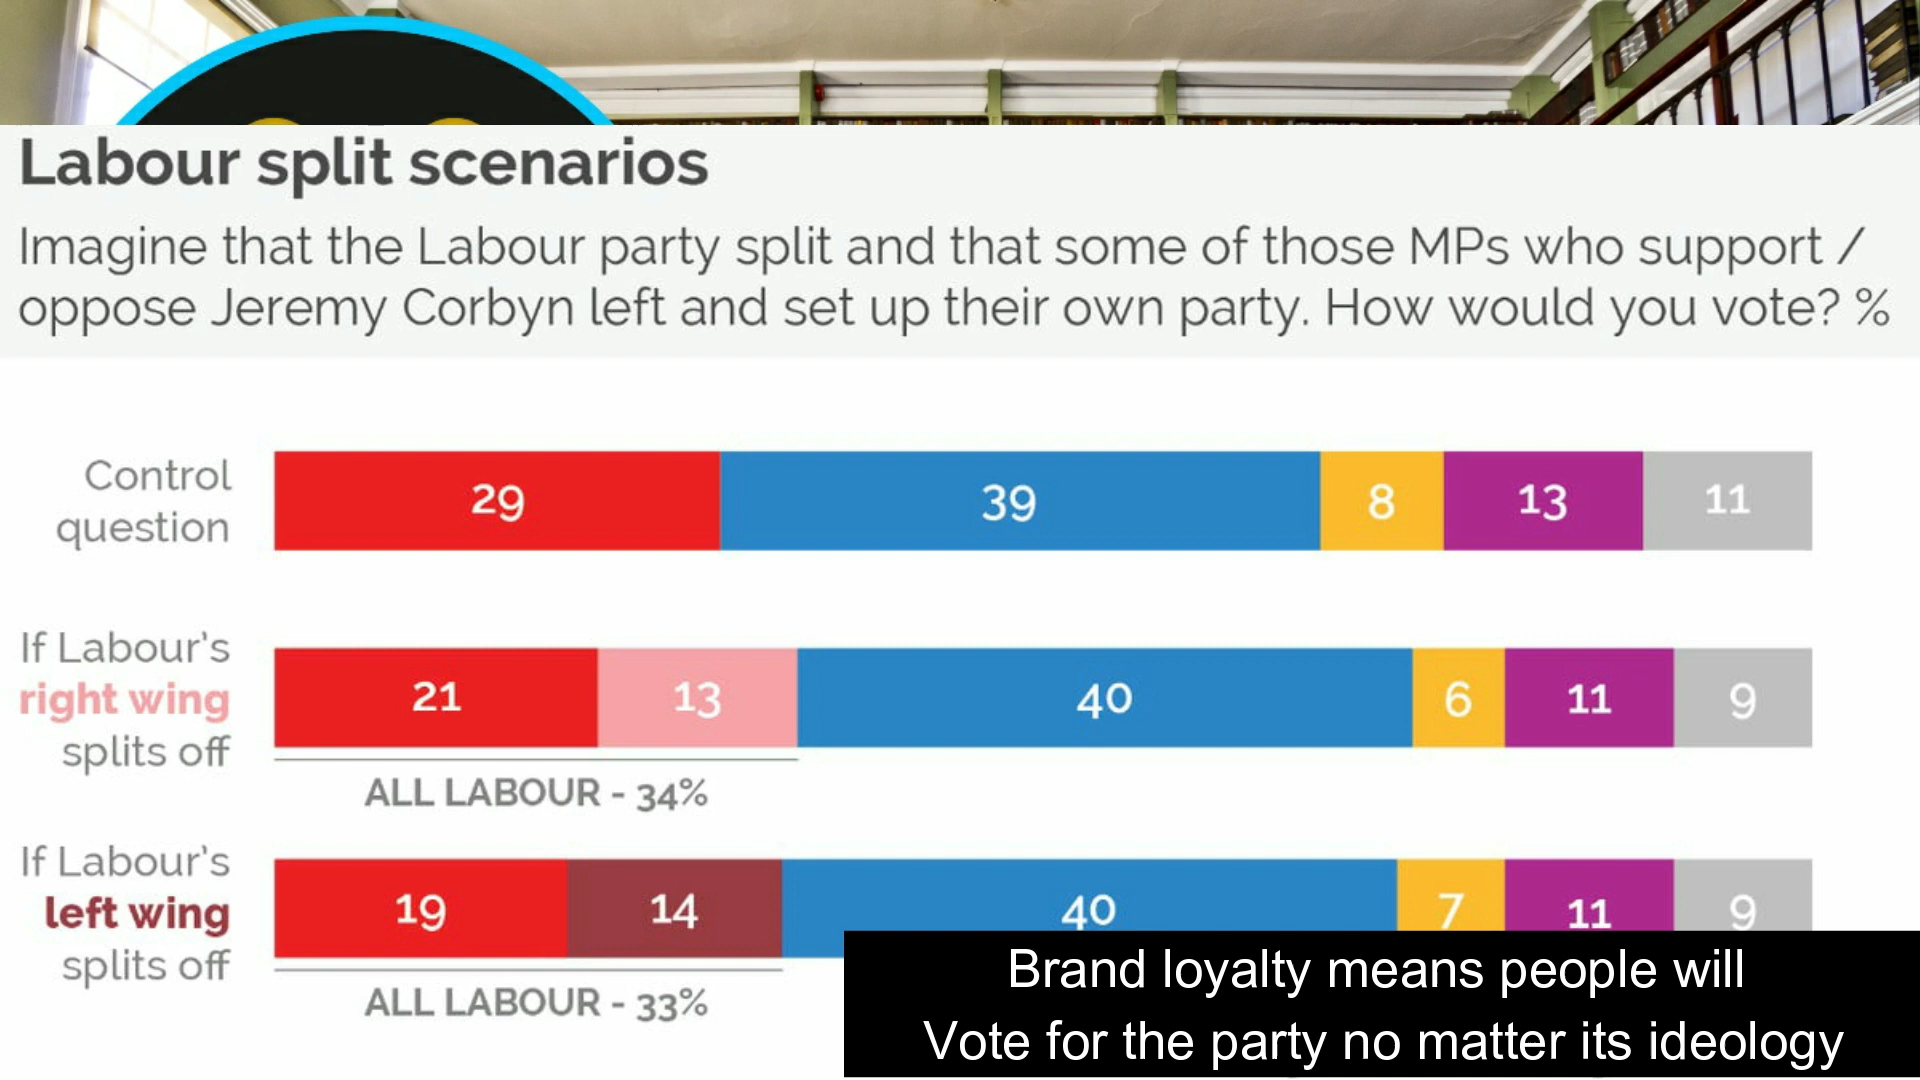 Labour split scenarios
Imagine that the Labour party split and that some of those MPs who support /
oppose Jeremy Corbyn left and set up their own party. How would you vote? %
Control
question
29 39 8 13 11
If Labour's
right wing
splits off
21 13 40 6 11 9
ALL LABOUR - 34%
If Labour's
left wing
splits off
19 14 40 7 11 9
ALL LABOUR - 33%
Brand loyalty means people will
Vote for the party no matter its ideology